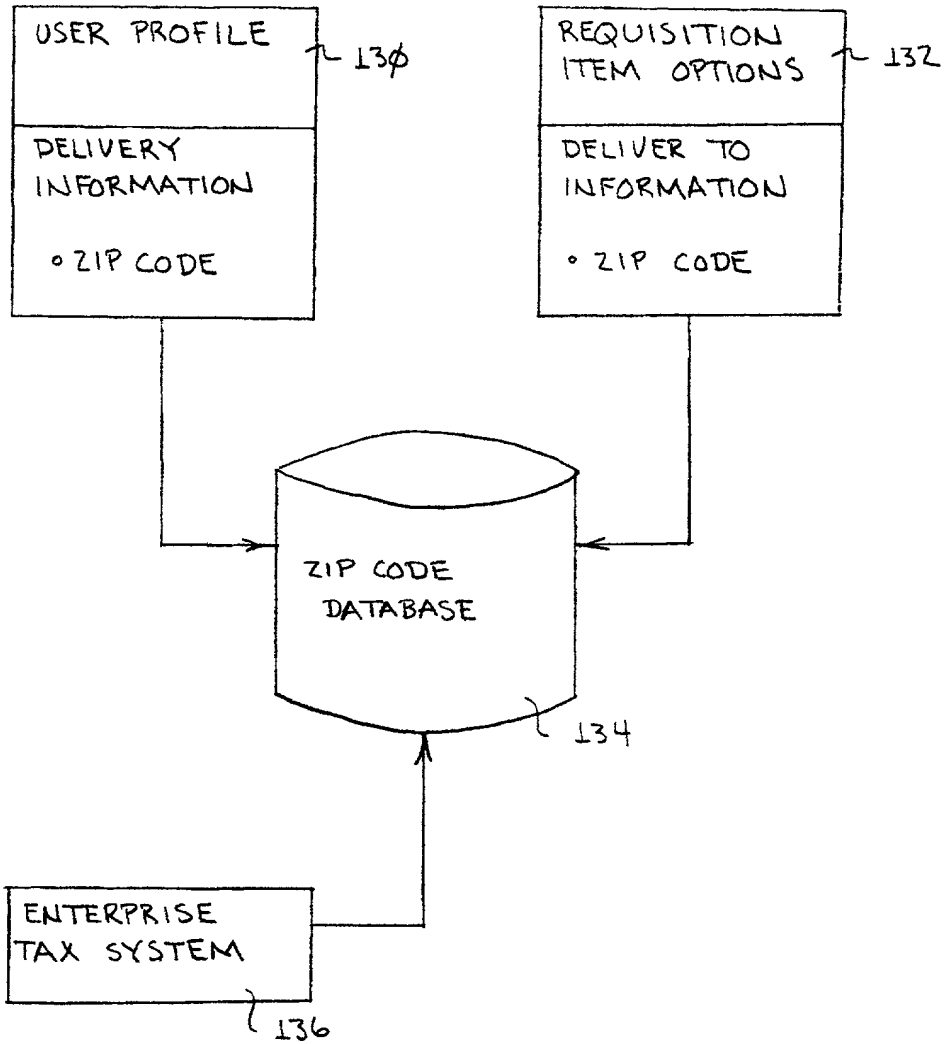 USER PROFILE
13φ
DELIVERY
INFORMATION
∘ ZIP CODE
REQUISITION
ITEM OPTIONS
132
DELIVER TO
INFORMATION
∘ ZIP CODE
ZIP CODE
DATABASE
134
ENTERPRISE
TAX SYSTEM
136